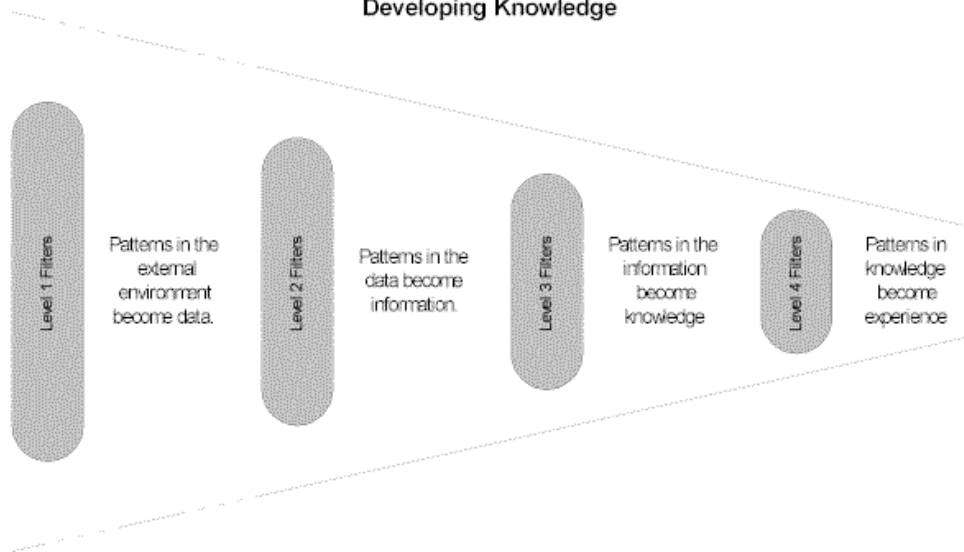 Developing Knowledge
Level 1 Filters
Patterns in the
external
environment
become data.
Level 2 Filters
Patterns in the
data become
information.
Level 3 Filters
Patterns in the
information
become
knowledge
Level 4 Filters
Patterns in
knowledge
become
experience